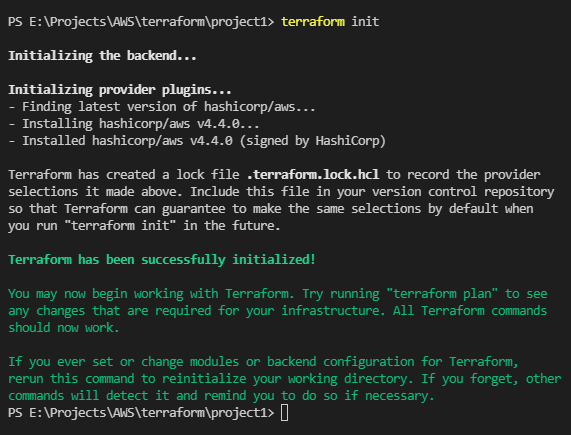 PS E:\Projects\AWS\terraform\project1> terraform init
Initializing the backend...
Initializing provider plugins...
- Finding latest version of hashicorp/aws...
- Installing hashicorp/aws v4.4.0...
- Installed hashicorp/aws v4.4.0 (signed by HashiCorp)
Terraform has created a lock file .terraform.lock.hcl to record the provider
selections it made above. Include this file in your version control repository
so that Terraform can guarantee to make the same selections by default when
you run "terraform init" in the future.
Terraform has been successfully initialized!
You may now begin working with Terraform. Try running "terraform plan" to see
any changes that are required for your infrastructure. All Terraform commands
should now work.
If you ever set or change modules or backend configuration for Terraform,
rerun this command to reinitialize your working directory. If you forget, other
commands will detect it and remind you to do so if necessary.
PS E:\Projects\AWS\terraform\project1>